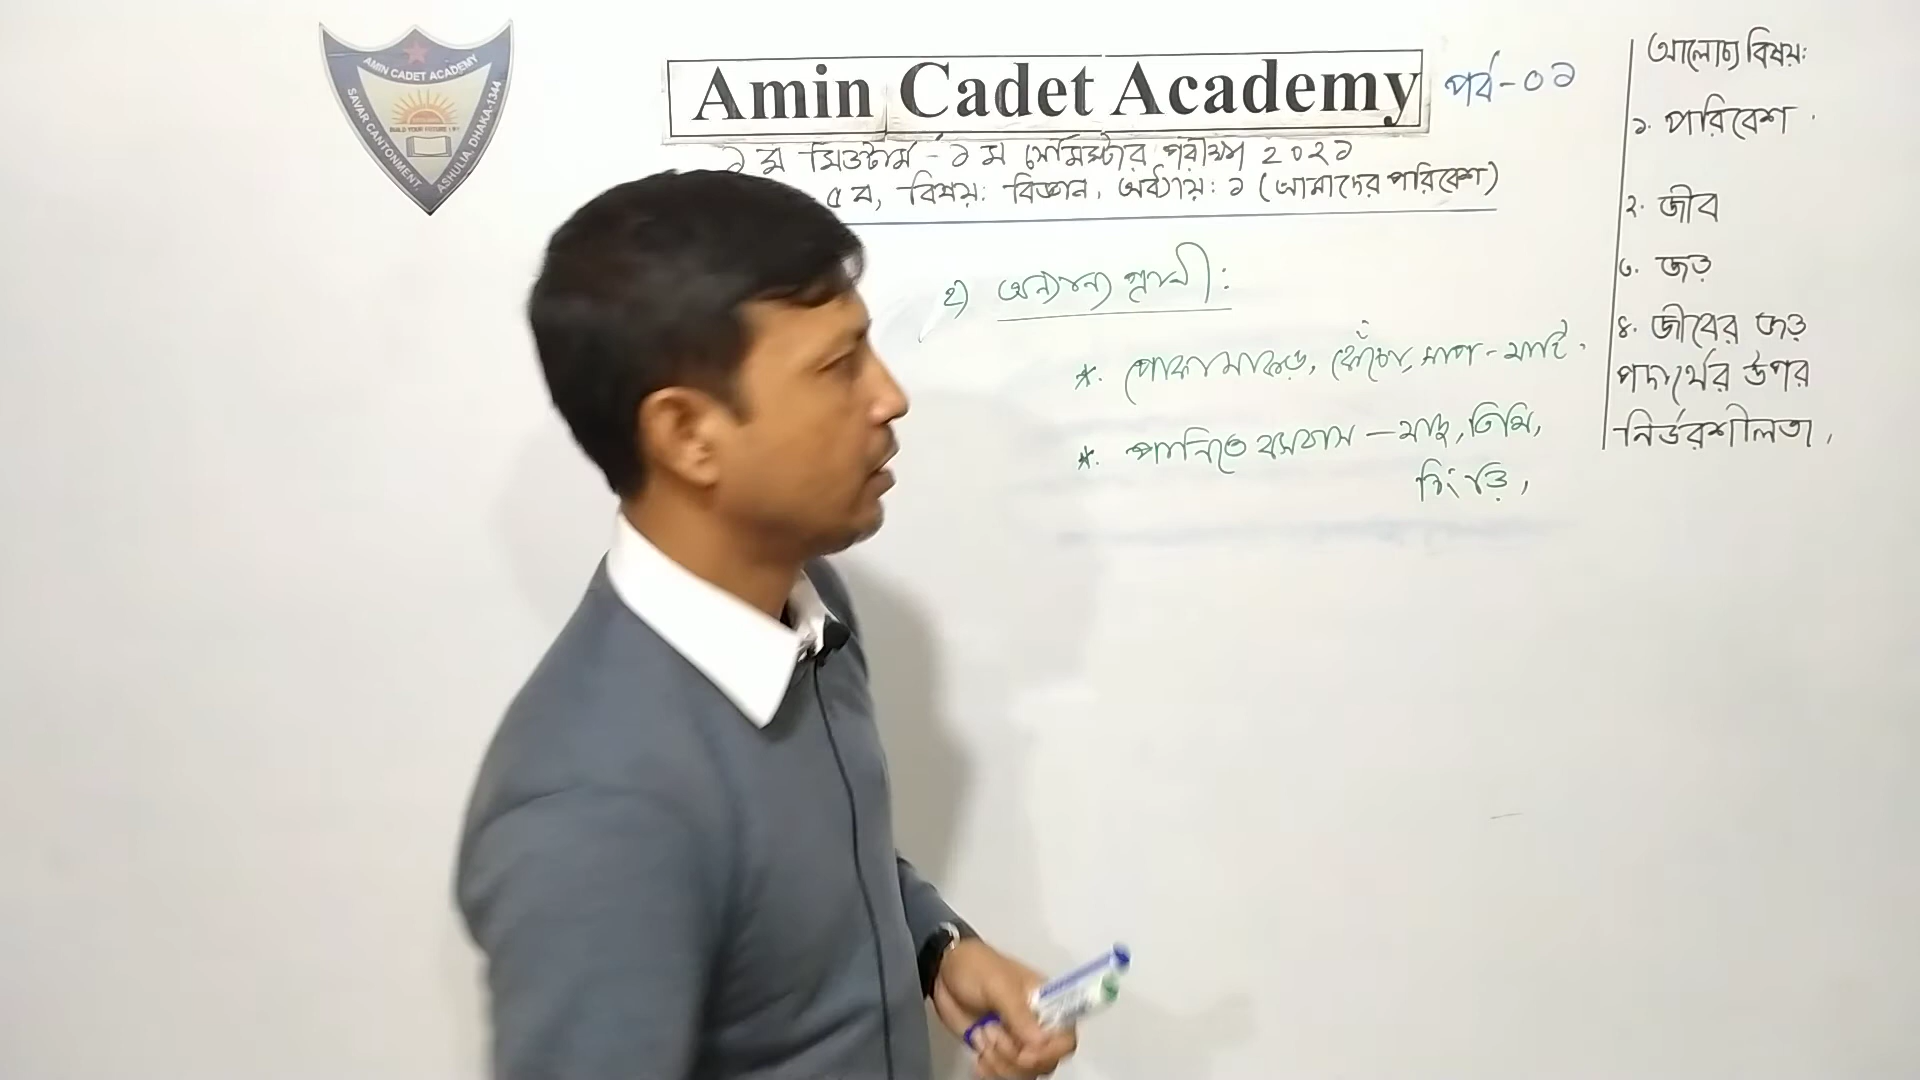 AMIN CADET ACADEMY
SAVAR CANTONMENT,
ASHULIA, DHAKA-1344
BUILD YOUR FUTURE
Amin Cadet Academy
পর্ব-০১
১ম মিডটার্ম - ১ম সেমিস্টার পরীক্ষা ২০২১
৫ম, বিষয়: বিজ্ঞান, অধ্যায়: ১ (আমাদের পরিবেশ)
২) অন্যান্য প্রাণী:
*. পোকামাকড়, কেঁচো, সাপ - মাটি.
*. পানিতে বসবাস - মাছ, তিমি,
চিংড়ি,
আলোচ্য বিষয়:
১. পরিবেশ.
২. জীব
৩. জড়
৪. জীবের জড়
পদার্থের উপর
নির্ভরশীলতা,